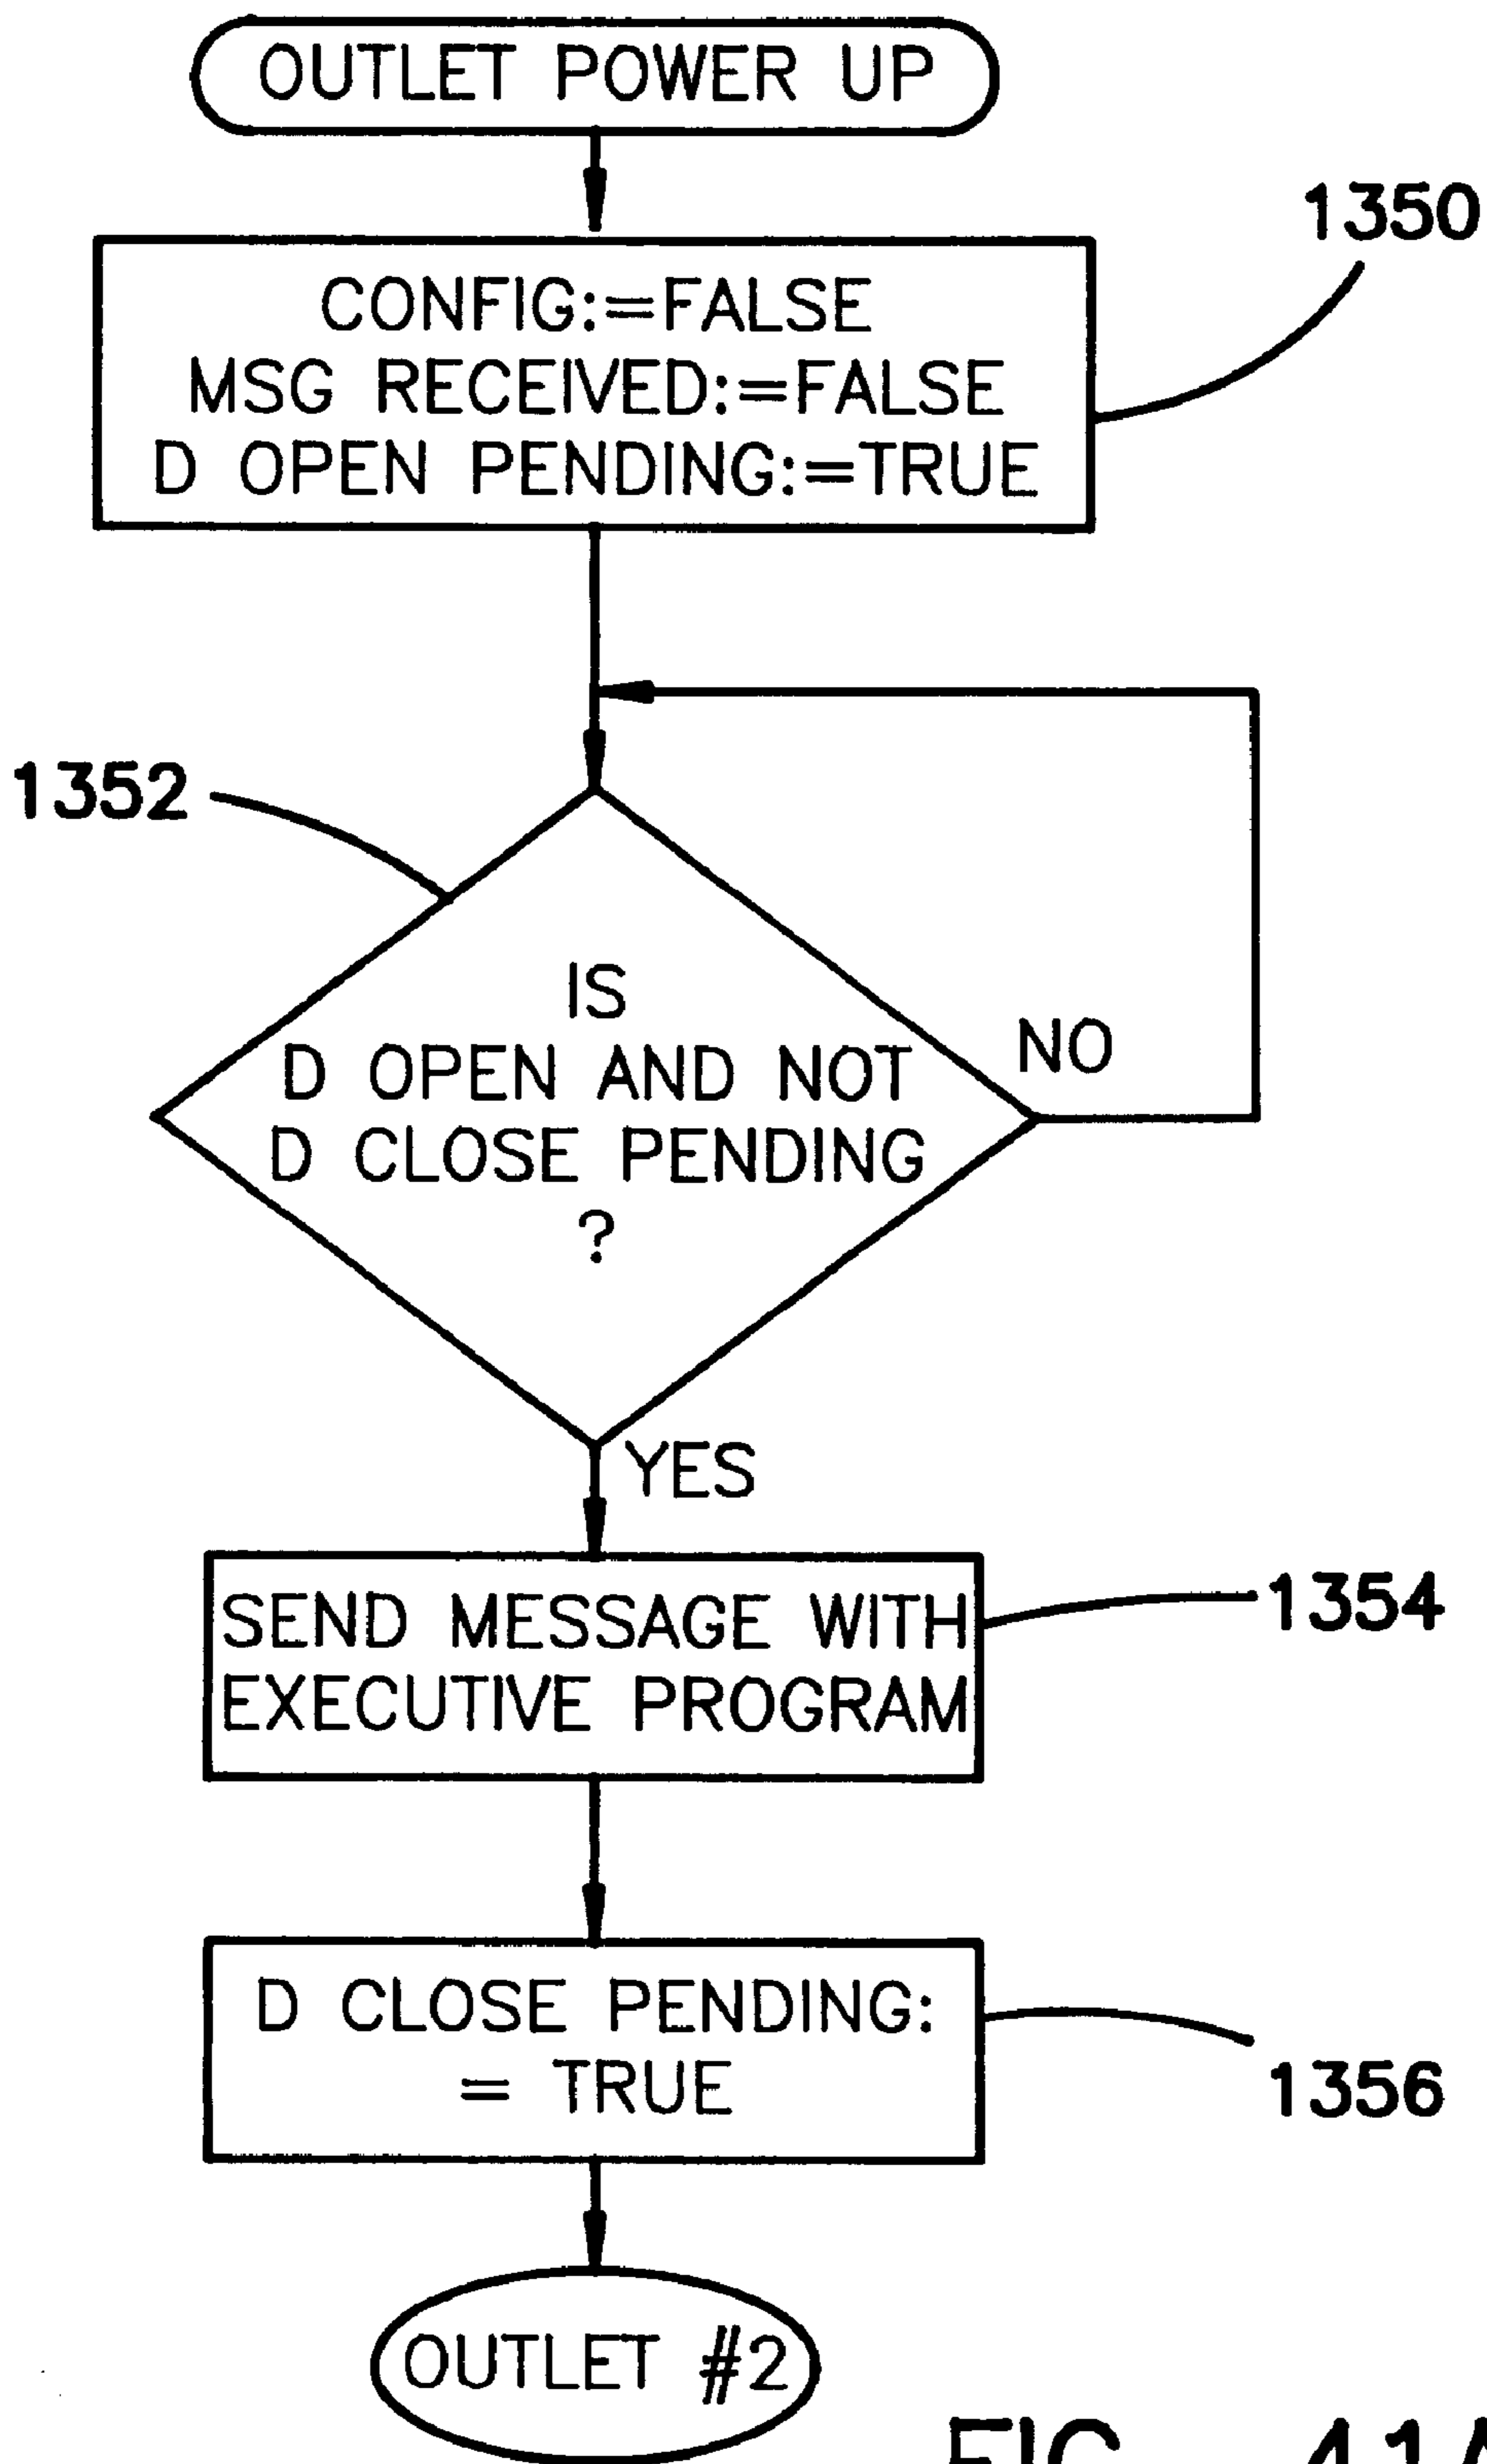 OUTLET POWER UP
1350
CONFIG:=FALSE
MSG RECEIVED:=FALSE
D OPEN PENDING:=TRUE
1352
IS
D OPEN AND NOT
D CLOSE PENDING
?
NO
YES
SEND MESSAGE WITH
EXECUTIVE PROGRAM
1354
D CLOSE PENDING:
= TRUE
1356
OUTLET #2